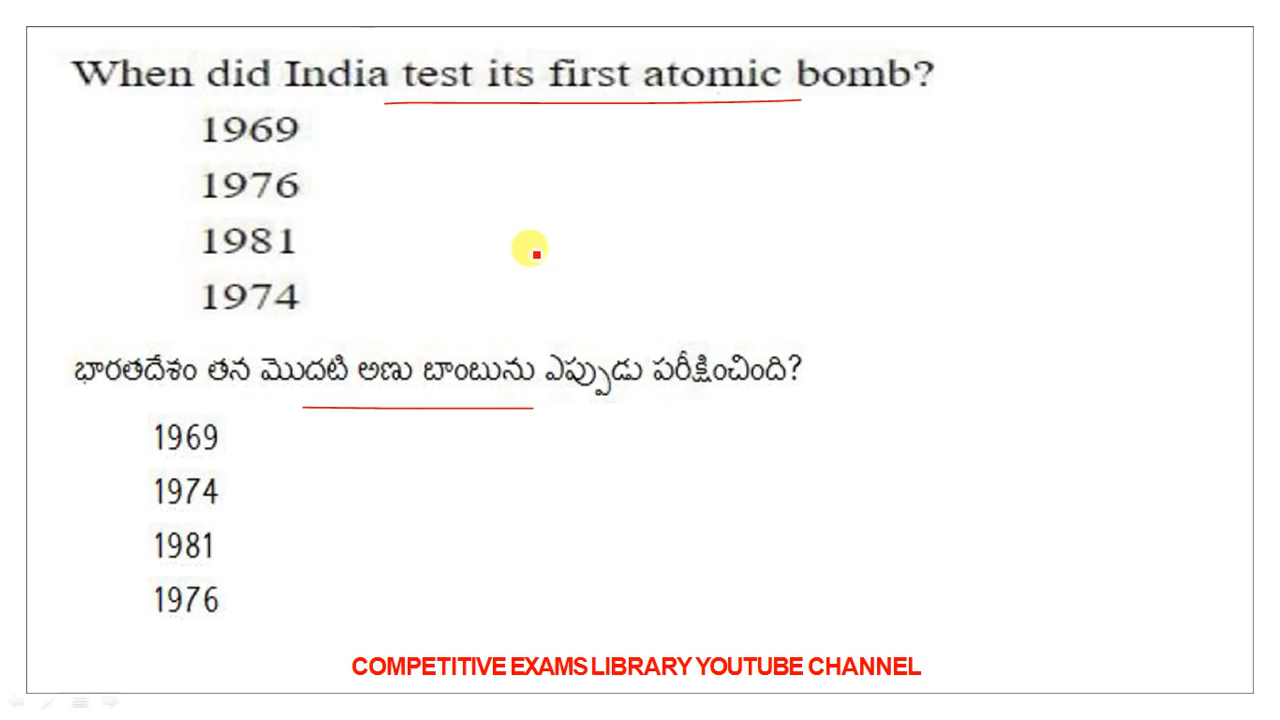 When did India test its first atomic bomb?
1969
1976
1981
1974
భారతదేశం తన మొదటి అణు బాంబును ఎప్పుడు పరీక్షించింది?
1969
1974
1981
1976
COMPETITIVE EXAMS LIBRARY YOUTUBE CHANNEL